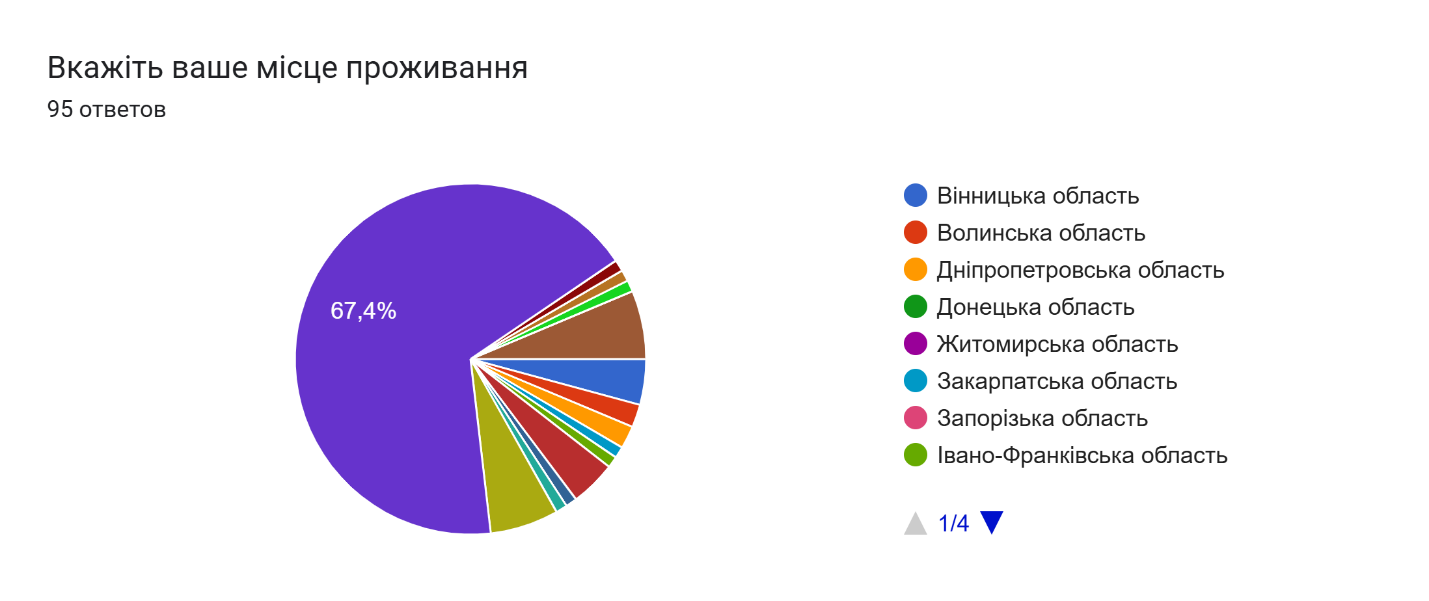 Вкажіть ваше місце проживання
95 ответов
67,4%
Вінницька область
Волинська область
Дніпропетровська область
Донецька область
Житомирська область
Закарпатська область
Запорізька область
Івано-Франківська область
1/4